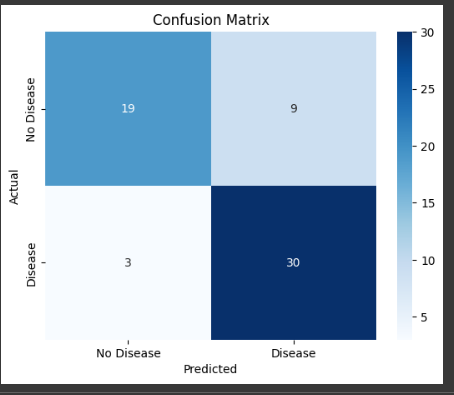 Confusion Matrix
No Disease
19
9
Actual
Disease
3
30
No Disease
Disease
Predicted
30
25
20
15
10
5